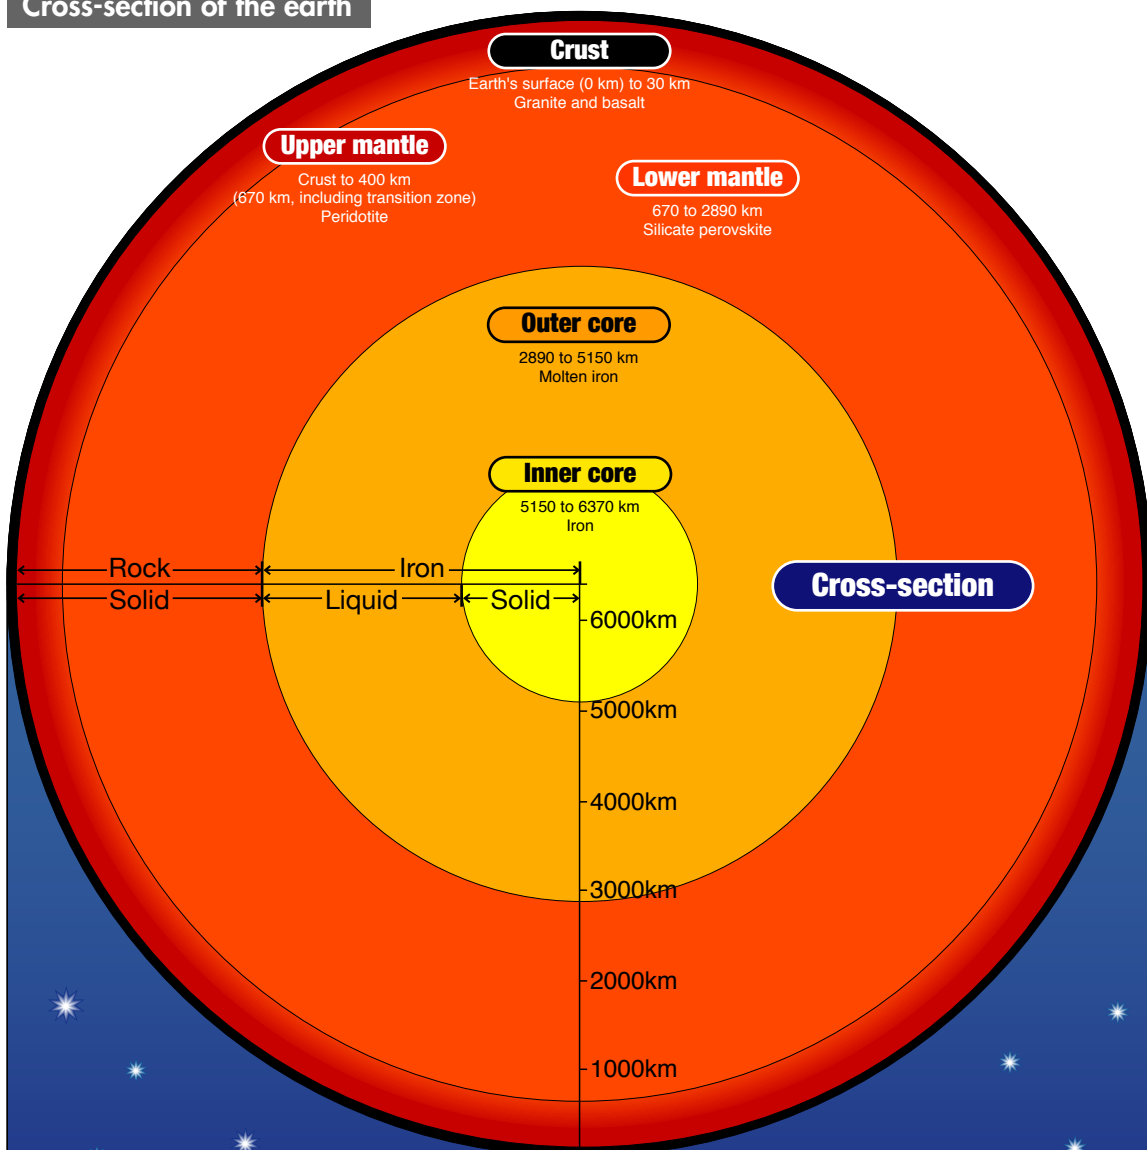 Cross-section of the earth
Crust
Earth's surface (0 km) to 30 km
Granite and basalt
Upper mantle
Crust to 400 km
(670 km, including transition zone)
Peridotite
Lower mantle
670 to 2890 km
Silicate perovskite
Outer core
2890 to 5150 km
Molten iron
Inner core
5150 to 6370 km
Iron
Rock
Iron
Solid
Liquid
Solid
Cross-section
6000km
5000km
4000km
3000km
2000km
1000km